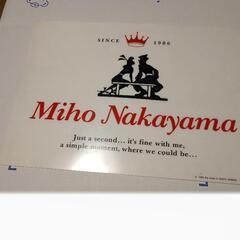 SINCE 1986
Miho Nakayama
Just a second... it's fine with me,
a simple moment, where we could be...